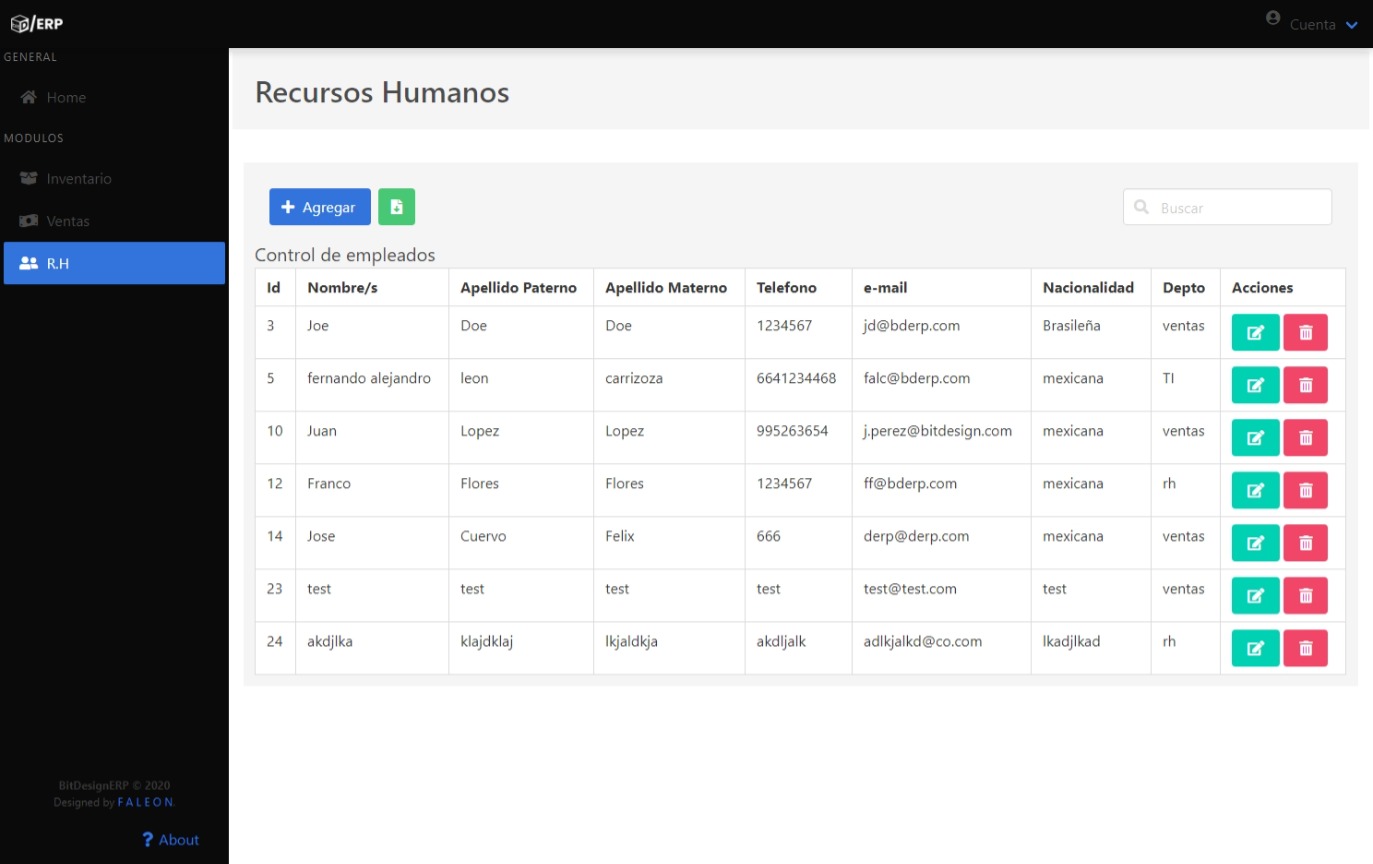 /ERP
Cuenta
GENERAL
Home
MODULOS
Inventario
Ventas
R.H
Recursos Humanos
Agregar
Buscar
Control de empleados
Id Nombre/s Apellido Paterno Apellido Materno Telefono e-mail Nacionalidad Depto Acciones
3 Joe Doe Doe 1234567 jd@bderp.com Brasileña ventas
5 fernando alejandro leon carrizoza 6641234468 falc@bderp.com mexicana TI
10 Juan Lopez Lopez 995263654 j.perez@bitdesign.com mexicana ventas
12 Franco Flores Flores 1234567 ff@bderp.com mexicana rh
14 Jose Cuervo Felix 666 derp@derp.com mexicana ventas
23 test test test test test@test.com test ventas
24 akdjlka klajdklaj lkjaldkja akdljalk adlkjalkd@co.com lkadjlkad rh
BitDesignERP © 2020
Designed by FALEON.
? About